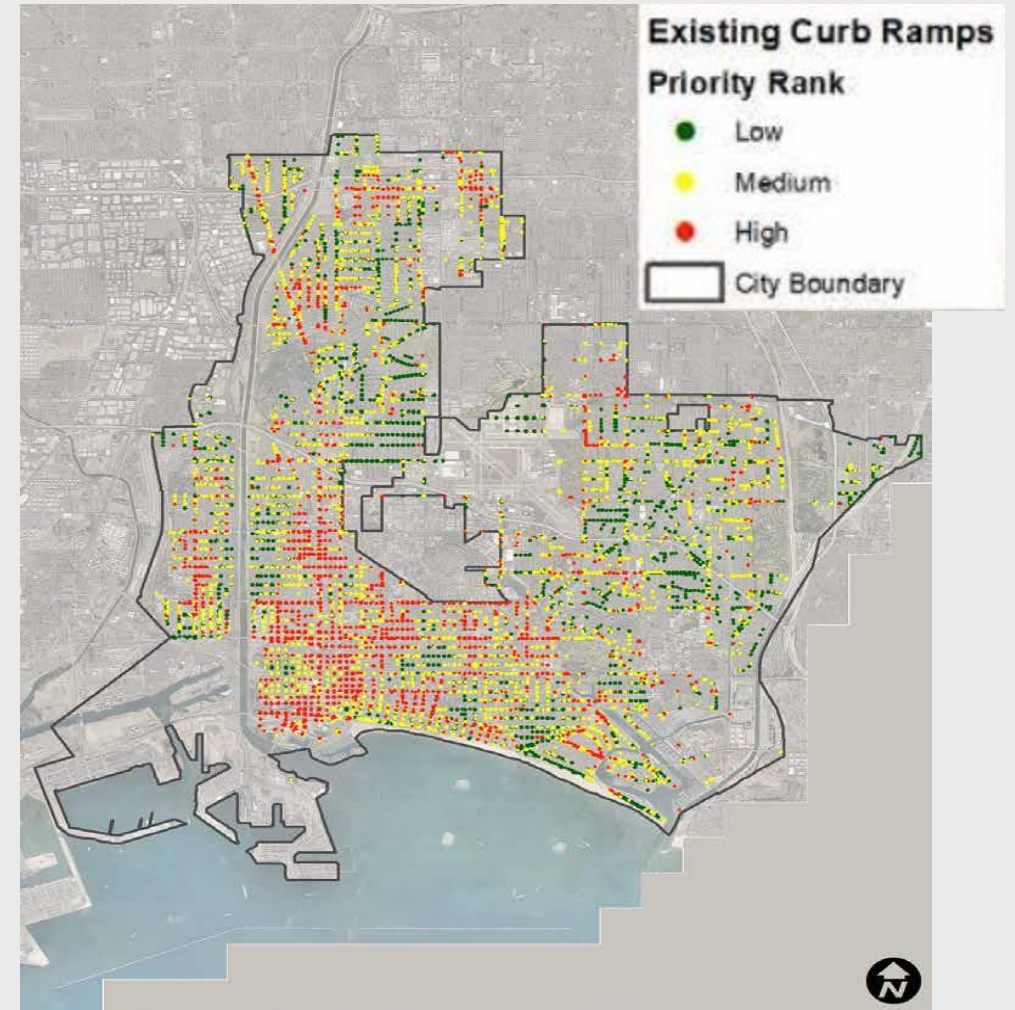 Existing Curb Ramps
Priority Rank
Low
Medium
High
City Boundary
N